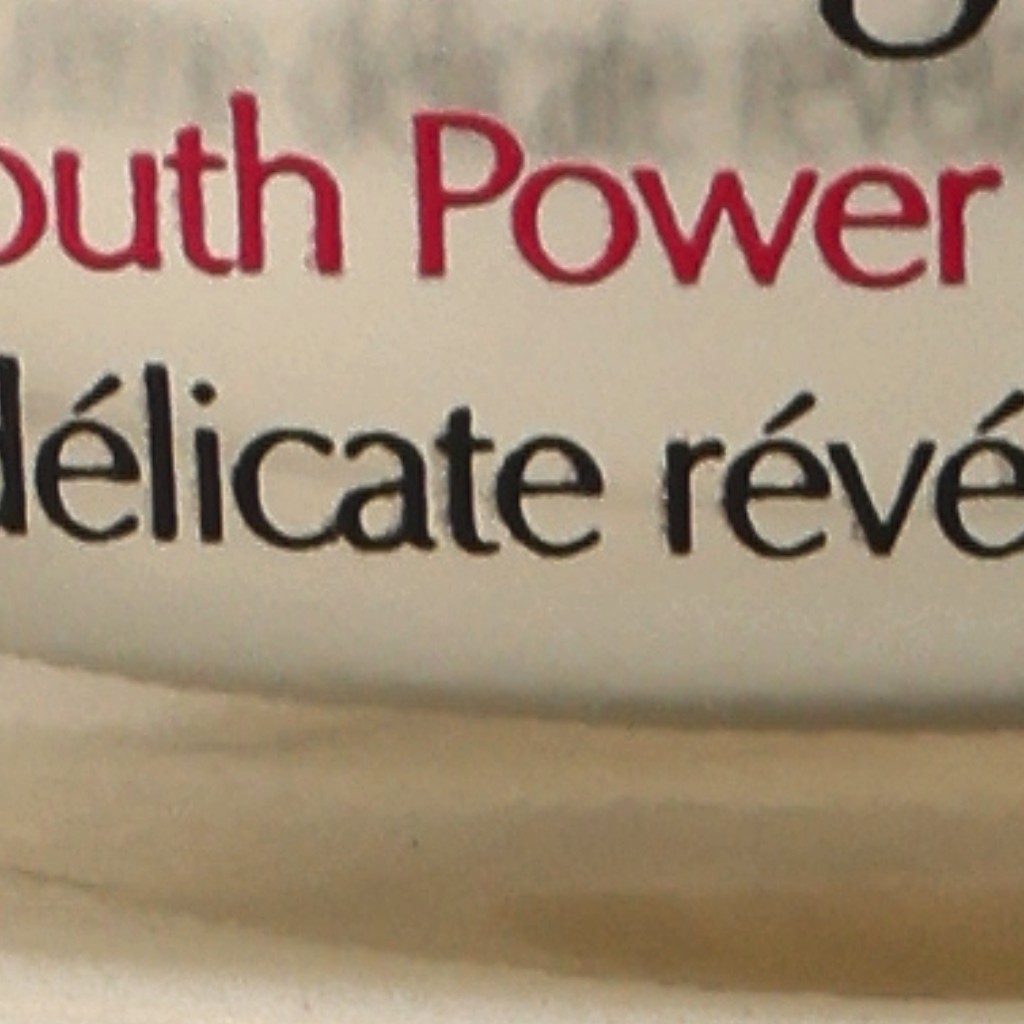 outh Power
délicate révé